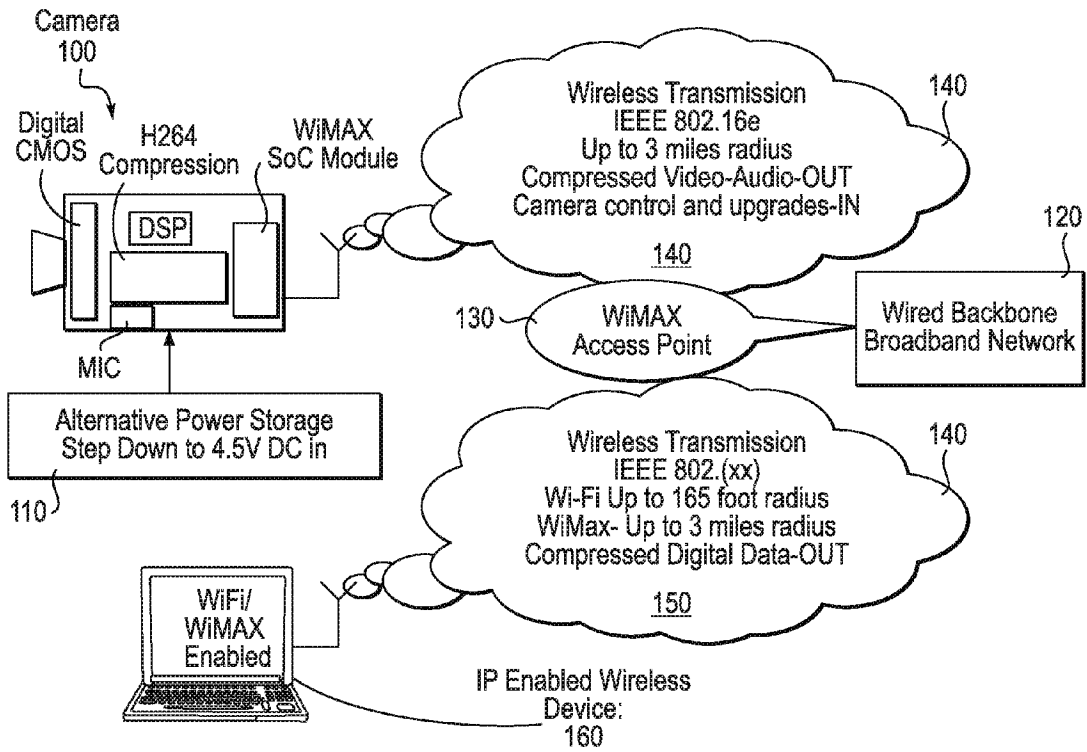 Camera
100
Digital
CMOS
H264
Compression
WiMAX
SoC Module
DSP
MIC
Alternative Power Storage
Step Down to 4.5V DC in
110
Wireless Transmission
IEEE 802.16e
Up to 3 miles radius
Compressed Video-Audio-OUT
Camera control and upgrades-IN
140
140
130
WiMAX
Access Point
120
Wired Backbone
Broadband Network
Wireless Transmission
IEEE 802.(xx)
Wi-Fi Up to 165 foot radius
WiMax- Up to 3 miles radius
Compressed Digital Data-OUT
150
140
WiFi/
WiMAX
Enabled
IP Enabled Wireless
Device:
160